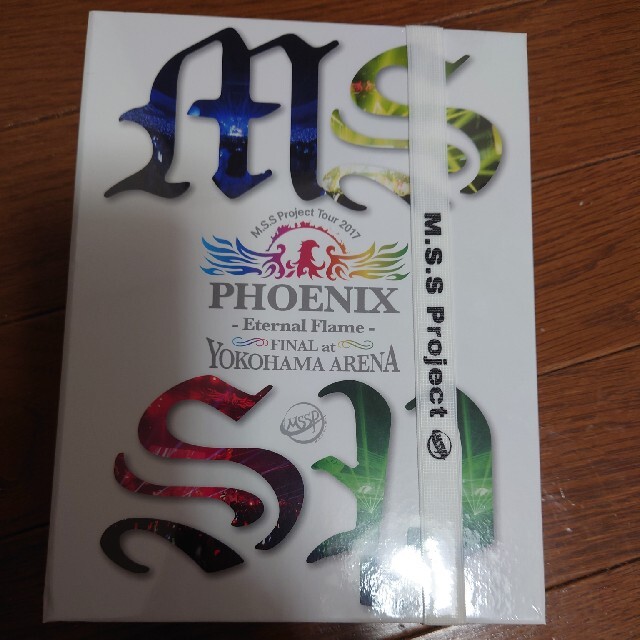 M S
M.S.S Project Tour 2017
PHOENIX
- Eternal Flame -
FINAL at
YOKOHAMA ARENA
MSSP
S P
M.S.S Project
MSSP